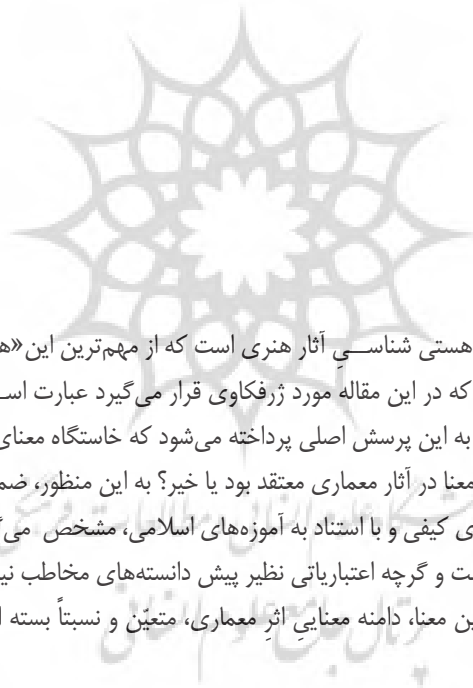 هستی شناسـیِ آثار هنری است که از مهم‌ترین این«ه
که در این مقاله مورد ژرفکاوی قرار می‌گیرد عبارت اسـ
به این پرسش اصلی پرداخته می‌شود که خاستگاه معنای
معنا در آثار معماری معتقد بود یا خیر؟ به این منظور، ضم
ی کیفی و با استناد به آموزه‌های اسلامی، مشخص می‌گ
ت و گرچه اعتباریاتی نظیر پیش دانسته‌های مخاطب نیـ
ین معنا، دامنه معناییِ اثرِ معماری، متعیّن و نسبتاً بسته ا